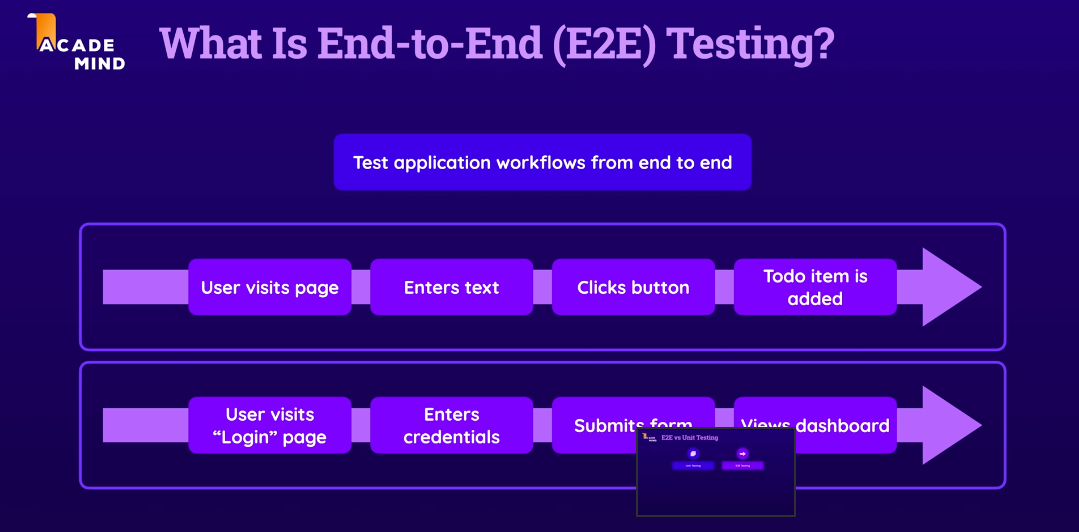 ACADE
MIND
What Is End-to-End (E2E) Testing?
Test application workflows from end to end
User visits page
Enters text
Clicks button
Todo item is
added
User visits
“Login” page
Enters
credentials
Submits form
Views dashboard
E2E vs Unit Testing
Unit Testing
E2E Testing